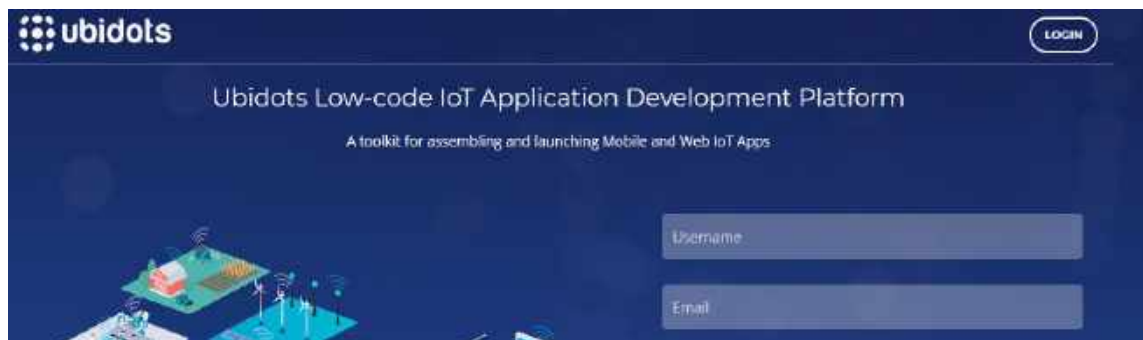 ubidots
LOGIN
Ubidots Low-code IoT Application Development Platform
A toolkit for assembling and launching Mobile and Web IoT Apps
Username
Email